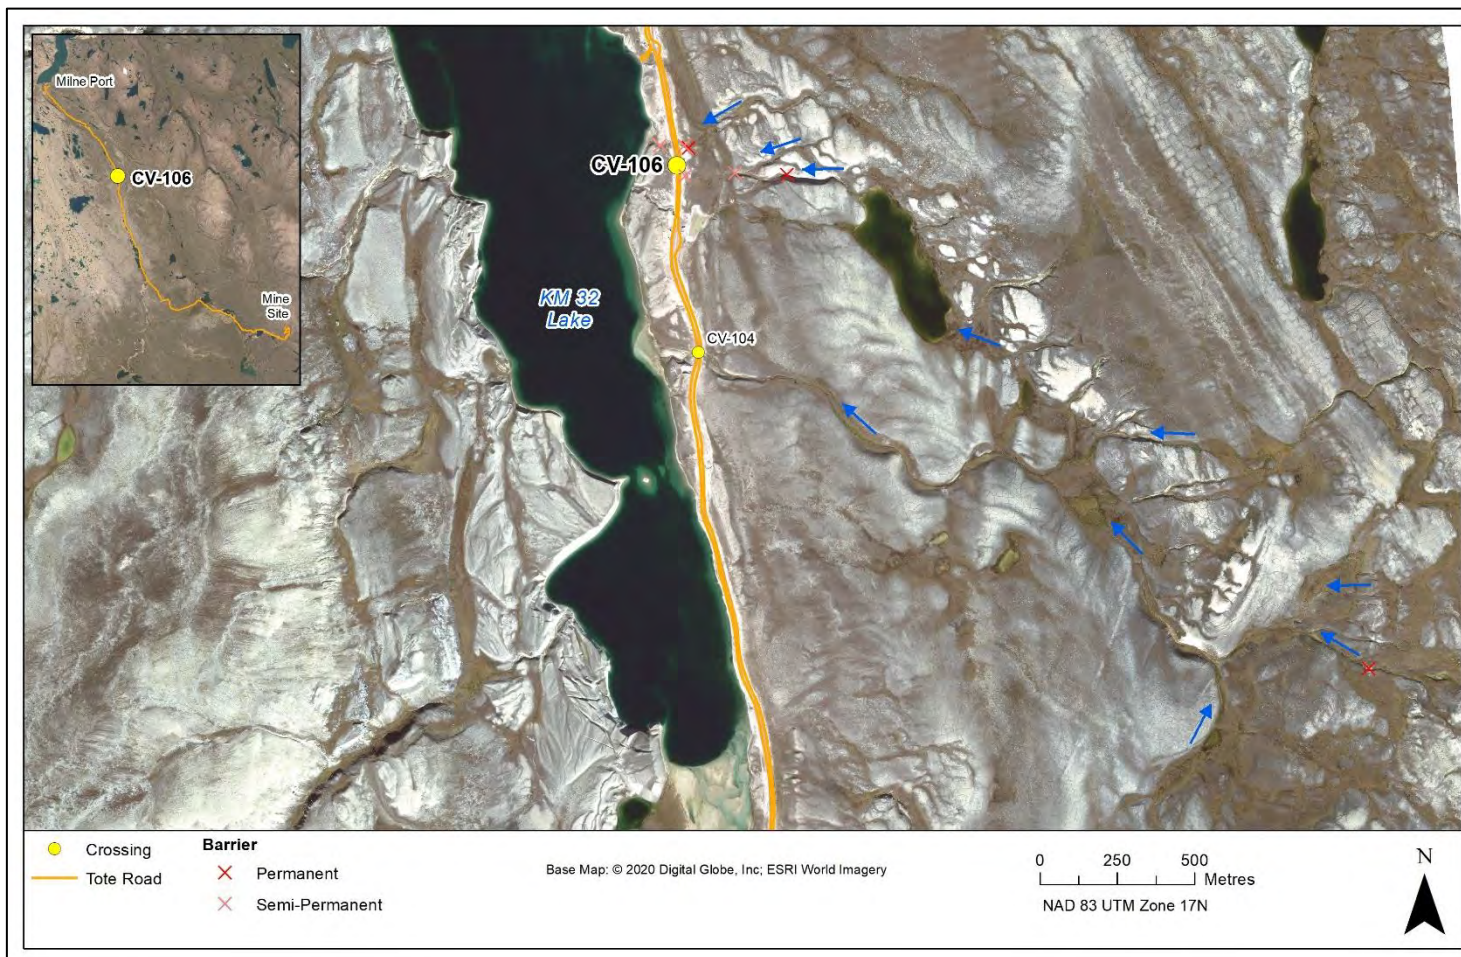 Milne Port
CV-106
Mine
Site
CV-106
KM 32
Lake
CV-104
Crossing
Tote Road
Barrier
Permanent
Semi-Permanent
Base Map: © 2020 Digital Globe, Inc; ESRI World Imagery
0 250 500
Metres
NAD 83 UTM Zone 17N
N